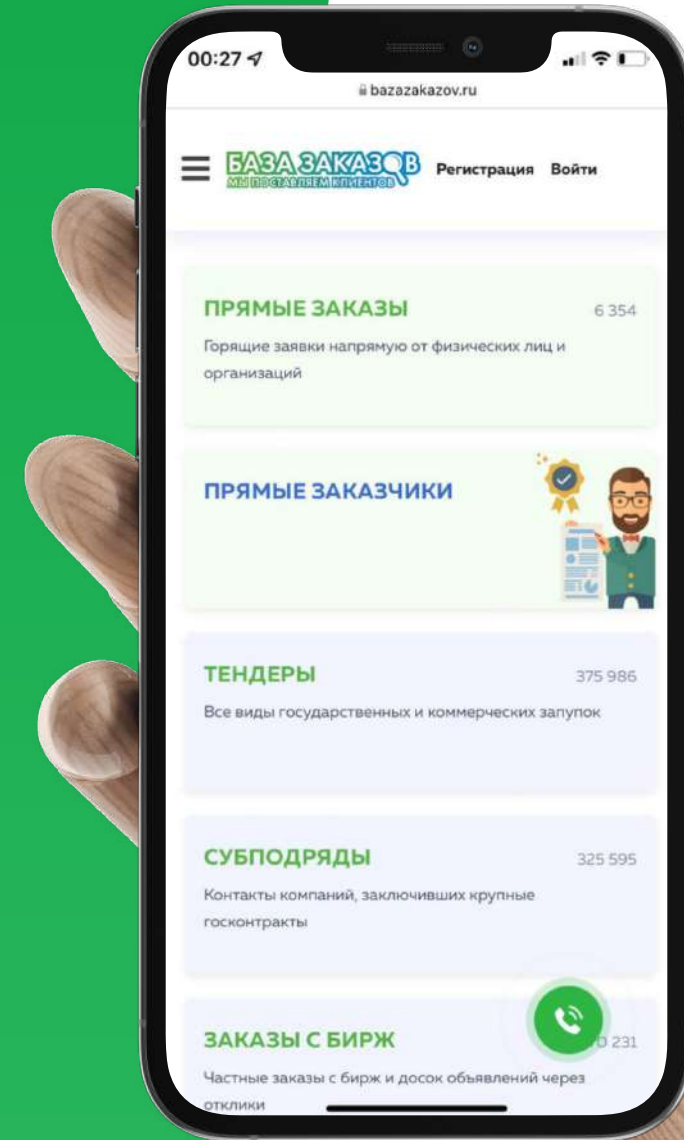 00:27
bazazakazov.ru
БАЗА ЗАКАЗОВ
МЫ ПОСТАВЛЯЕМ КЛИЕНТОВ
Регистрация Войти
ПРЯМЫЕ ЗАКАЗЫ 6 354
Горящие заявки напрямую от физических лиц и
организаций
ПРЯМЫЕ ЗАКАЗЧИКИ
ТЕНДЕРЫ 375 986
Все виды государственных и коммерческих запупок
СУБПОДРЯДЫ 325 595
Контакты компаний, заключивших крупные
госконтракты
ЗАКАЗЫ С БИРЖ 231
Частные заказы с бирж и досок объявлений через
отклики